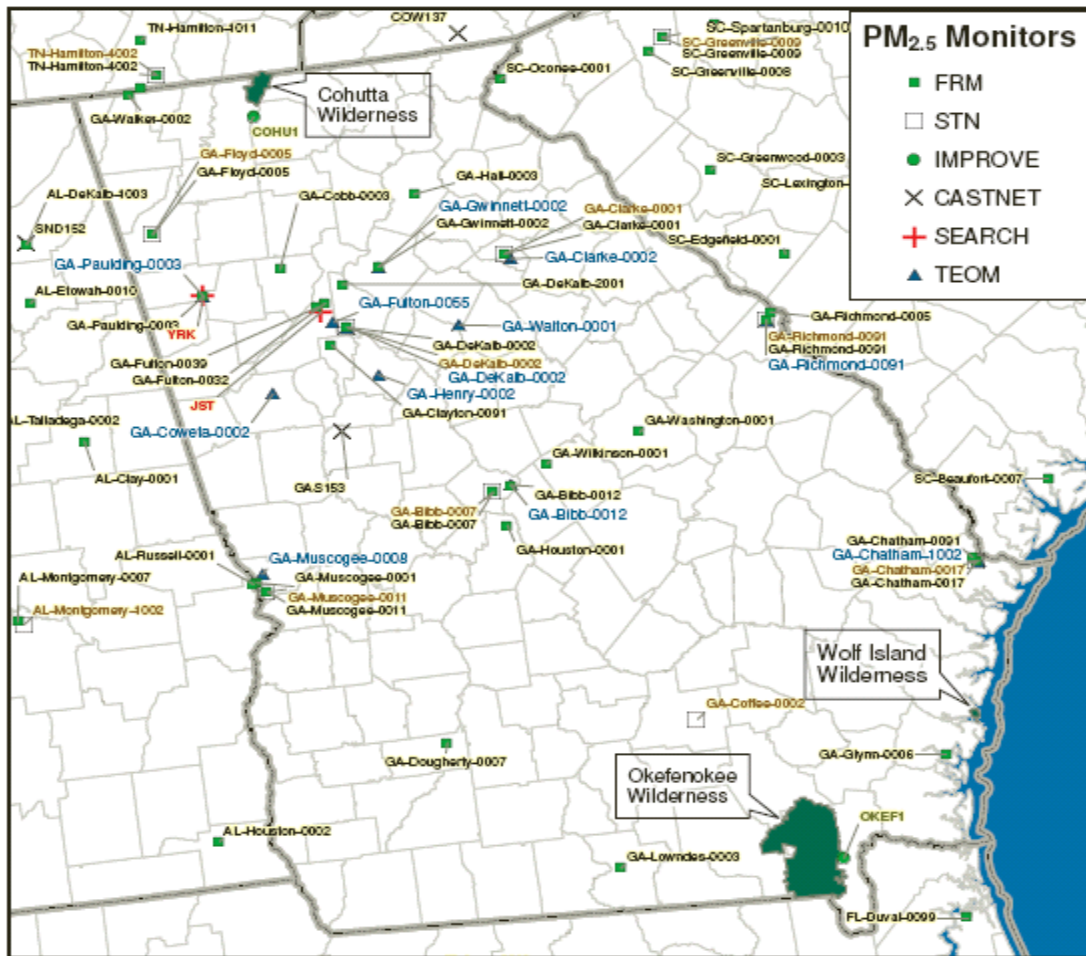 COW137
TN-Hamilton-1011
SC-Spartanburg-0010
TN-Hamilton-4002
SC-Greenville-0009
TN-Hamilton-4002
SC-Greenville-0009
SC-Oconee-0001
SC-Greenville-0008
PM2.5 Monitors
FRM
STN
IMPROVE
CASTNET
SEARCH
TEOM
Cohutta
Wilderness
GA-Walker-0002
COHU1
GA-Floyd-0005
GA-Floyd-0005
SC-Greenwood-0003
AL-DeKalb-1003
GA-Cobb-0003
GA-Hall-0003
SC-Lexington-
GA-Gwinnett-0002
GA-Clarke-0001
GA-Gwinnett-0002
GA-Clarke-0001
SND152
SC-Edgefield-0001
GA-Paulding-0003
GA-Clarke-0002
GA-DeKalb-2001
AL-Etowah-0010
GA-Fulton-0055
GA-Paulding-0003
GA-Walton-0001
GA-Richmond-0005
YRK
GA-DeKalb-0002
GA-Richmond-0091
GA-Richmond-0091
GA-Fulton-0039
GA-DeKalb-0002
GA-Richmond-0091
GA-Fulton-0032
GA-DeKalb-0002
GA-Henry-0002
JST
GA-Clayton-0091
AL-Talladega-0002
GA-Coweta-0002
GA-Washington-0001
GA-Wilkinson-0001
AL-Clay-0001
GAS153
SC-Beaufort-0007
GA-Bibb-0012
GA-Bibb-0007
GA-Bibb-0012
GA-Bibb-0007
GA-Houston-0001
GA-Chatham-0091
AL-Russell-0001
GA-Muscogee-0008
GA-Chatham-1002
GA-Chatham-0017
AL-Montgomery-0007
GA-Muscogee-0001
GA-Chatham-0017
GA-Muscogee-0011
AL-Montgomery-1002
GA-Muscogee-0011
Wolf Island
Wilderness
GA-Coffee-0002
GA-Dougherty-0007
GA-Glynn-0006
Okefenokee
Wilderness
OKEF1
AL-Houston-0002
GA-Lowndes-0003
FL-Duval-0099